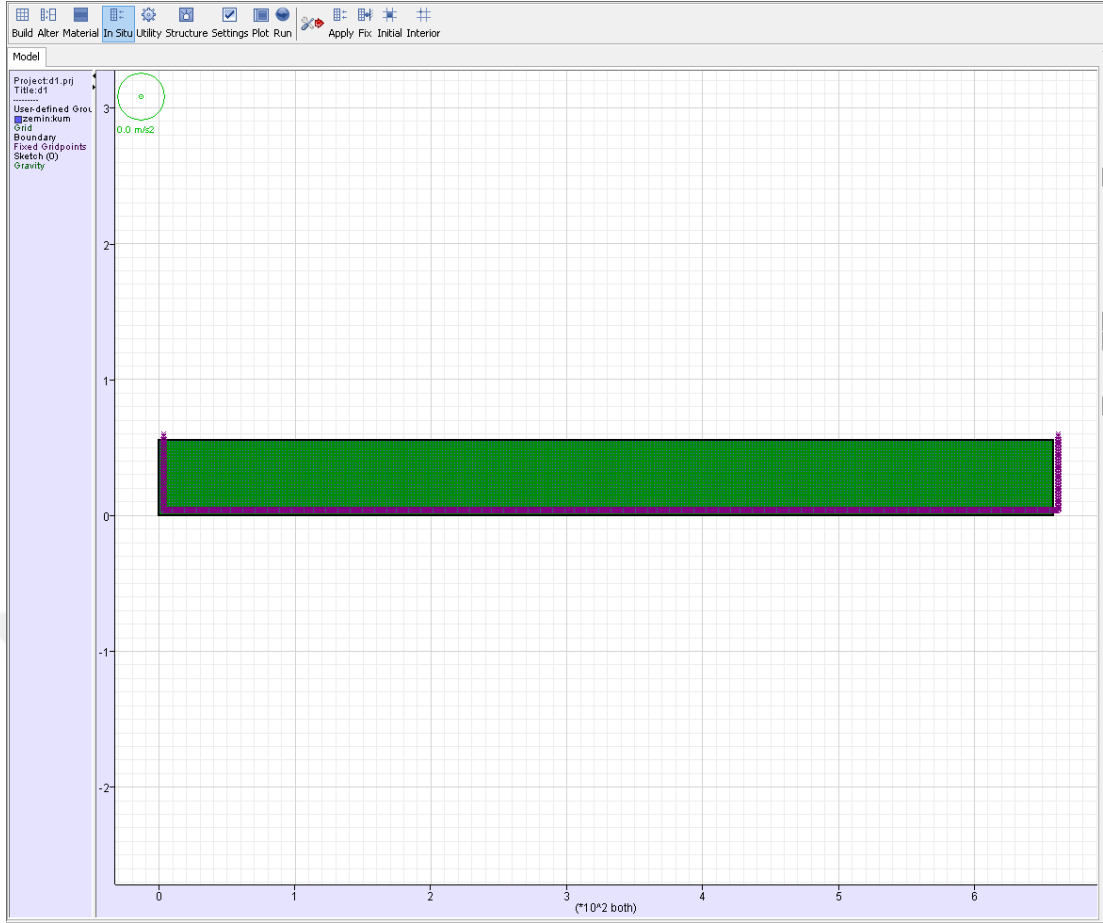 Build Alter Material In Situ Utility Structure Settings Plot Run Apply Fix Initial Interior
Model
Project:d1.prj
Title:d1
---------
User-defined Grou
zemin:kum
Grid
Boundary
Fixed Gridpoints
Sketch (0)
Gravity
0.0 m/s2
3
2
1
0
-1
-2
0 1 2 3 4 5 6
(*10^2 both)